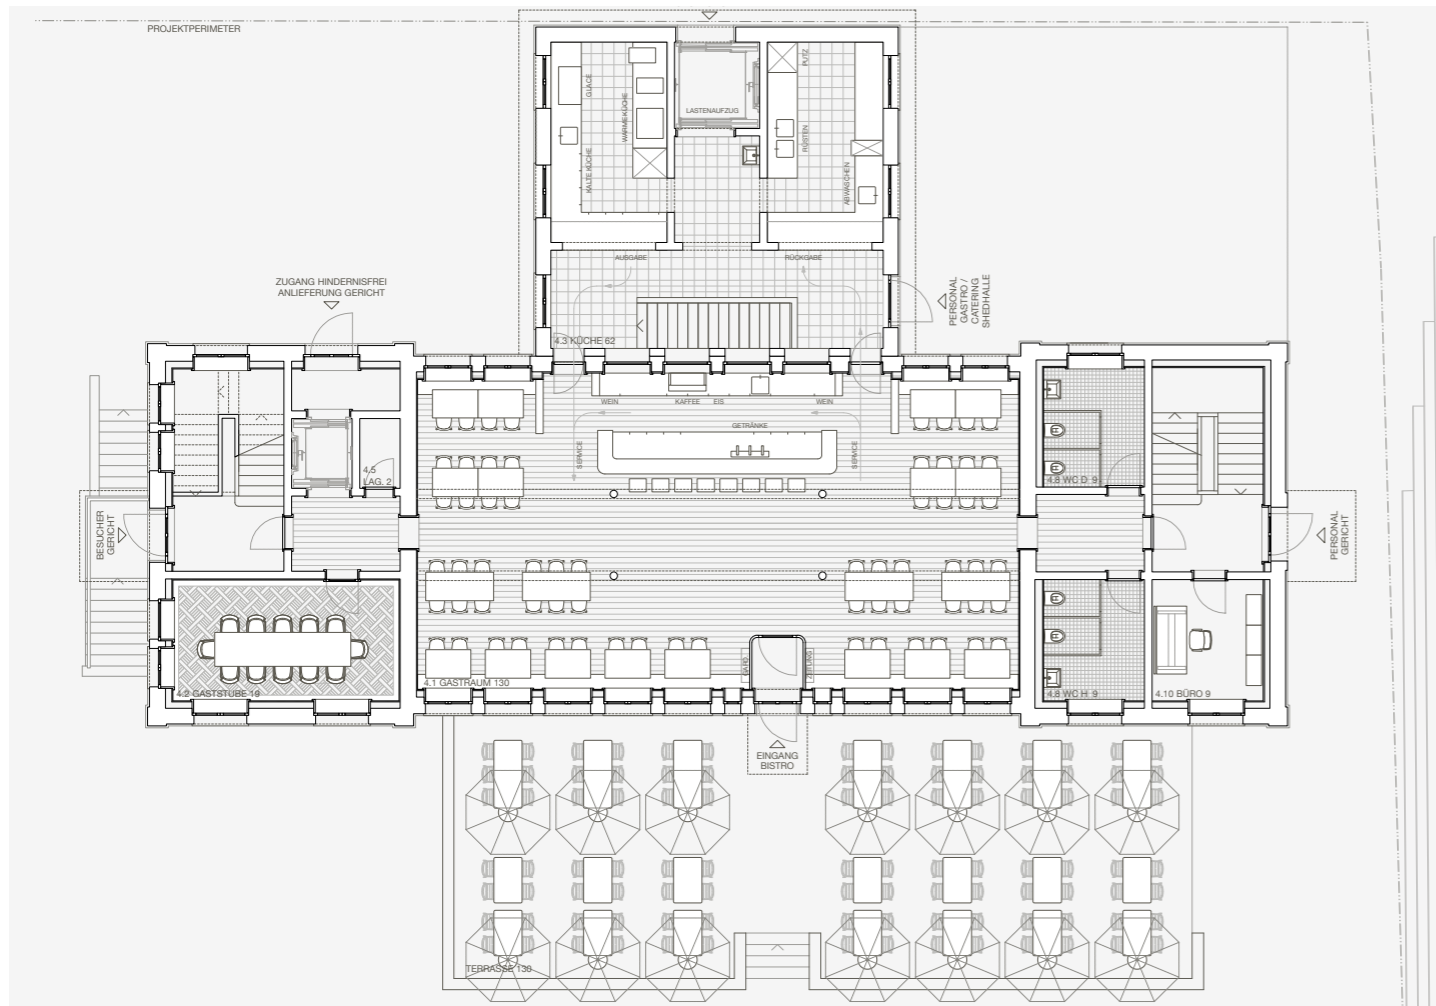 PROJEKTPERIMETER
GLACE
WARME KÜCHE
KALTE KÜCHE
LASTENAUFZUG
PUTZ
RÜSTEN
ABWASCHEN
AUSGABE
RÜCKGABE
ZUGANG HINDERNISFREI
ANLIEFERUNG GERICHT
PERSONAL
GASTRO /
CATERING
SHEDHALLE
4.3 KÜCHE 62
WEIN
KAFFEE
EIS
WEIN
GETRÄNKE
SERVICE
SERVICE
4.5
LAG. 2
4.8 WC D 9
BESUCHER
GERICHT
PERSONAL
GERICHT
4.2 GASTSTUBE 19
4.1 GASTRAUM 130
GARD.
ZEITUNG
4.8 WC H 9
4.10 BÜRO 9
EINGANG
BISTRO
TERRASSE 130